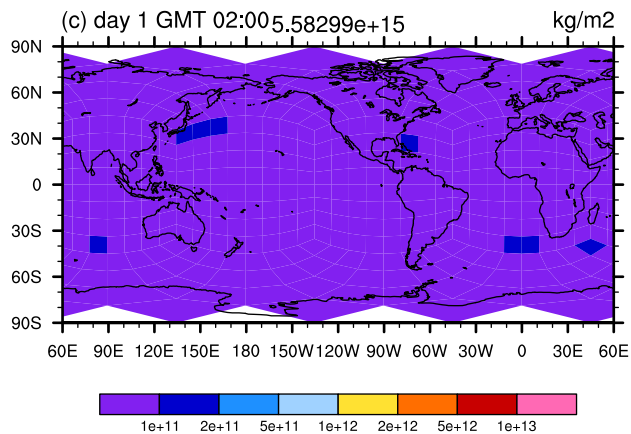 (c) day 1 GMT 02:00 5.58299e+15 kg/m2
90N
60N
30N
0
30S
60S
90S
60E 90E 120E 150E 180 150W 120W 90W 60W 30W 0 30E 60E
1e+11 2e+11 5e+11 1e+12 2e+12 5e+12 1e+13